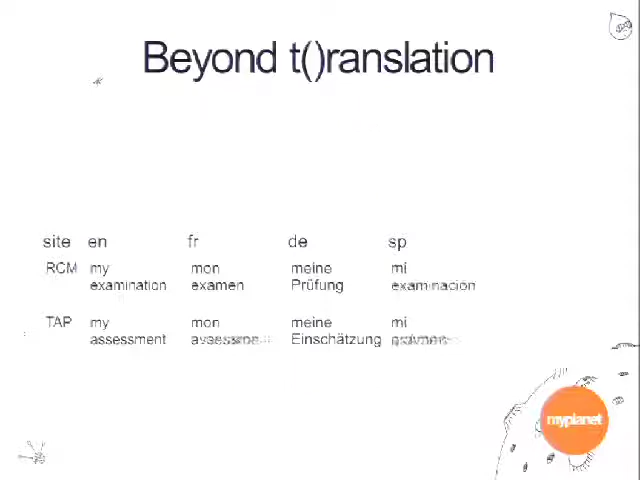 Beyond t()ranslation
site en fr de sp
RCM my mon meine mi
examination examen Prüfung examinación
TAP my mon meine mi
assessment Einschätzung
myplanet